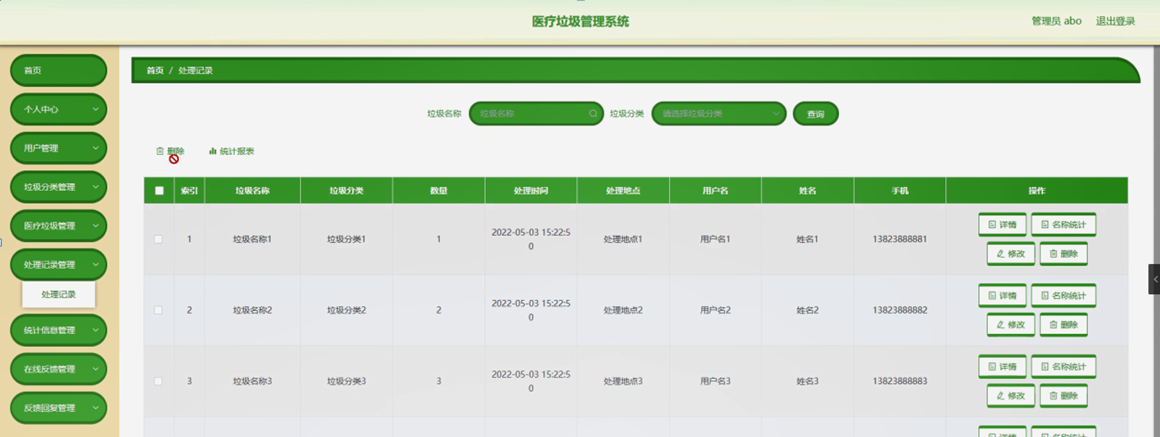 医疗垃圾管理系统
管理员 abo 退出登录
首页
个人中心
用户管理
垃圾分类管理
医疗垃圾管理
处理记录管理
处理记录
统计信息管理
在线反馈管理
反馈回复管理
首页 / 处理记录
垃圾名称 垃圾名称 垃圾分类 请选择垃圾分类 查询
删除 统计报表
索引 垃圾名称 垃圾分类 数量 处理时间 处理地点 用户名 姓名 手机 操作
1 垃圾名称1 垃圾分类1 1 2022-05-03 15:22:50 处理地点1 用户名1 姓名1 13823888881 详情 名称统计
修改 删除
2 垃圾名称2 垃圾分类2 2 2022-05-03 15:22:50 处理地点2 用户名2 姓名2 13823888882 详情 名称统计
修改 删除
3 垃圾名称3 垃圾分类3 3 2022-05-03 15:22:50 处理地点3 用户名3 姓名3 13823888883 详情 名称统计
修改 删除